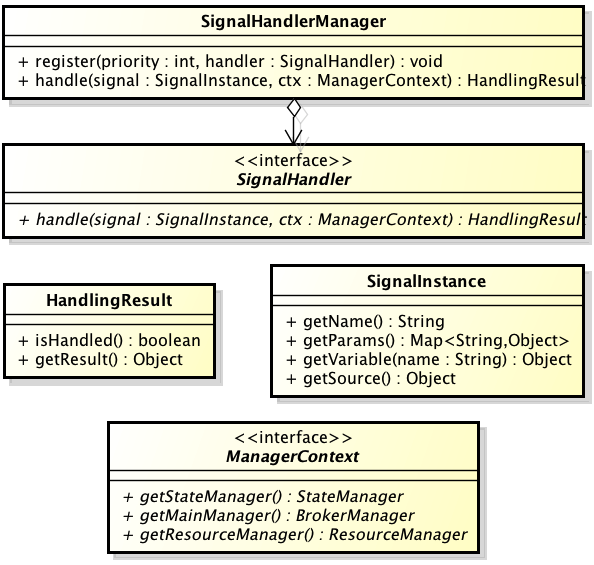 SignalHandlerManager
+ register(priority : int, handler : SignalHandler) : void
+ handle(signal : SignalInstance, ctx : ManagerContext) : HandlingResult
<<interface>>
SignalHandler
+ handle(signal : SignalInstance, ctx : ManagerContext) : HandlingResult
HandlingResult
+ isHandled() : boolean
+ getResult() : Object
SignalInstance
+ getName() : String
+ getParams() : Map<String,Object>
+ getVariable(name : String) : Object
+ getSource() : Object
<<interface>>
ManagerContext
+ getStateManager() : StateManager
+ getMainManager() : BrokerManager
+ getResourceManager() : ResourceManager